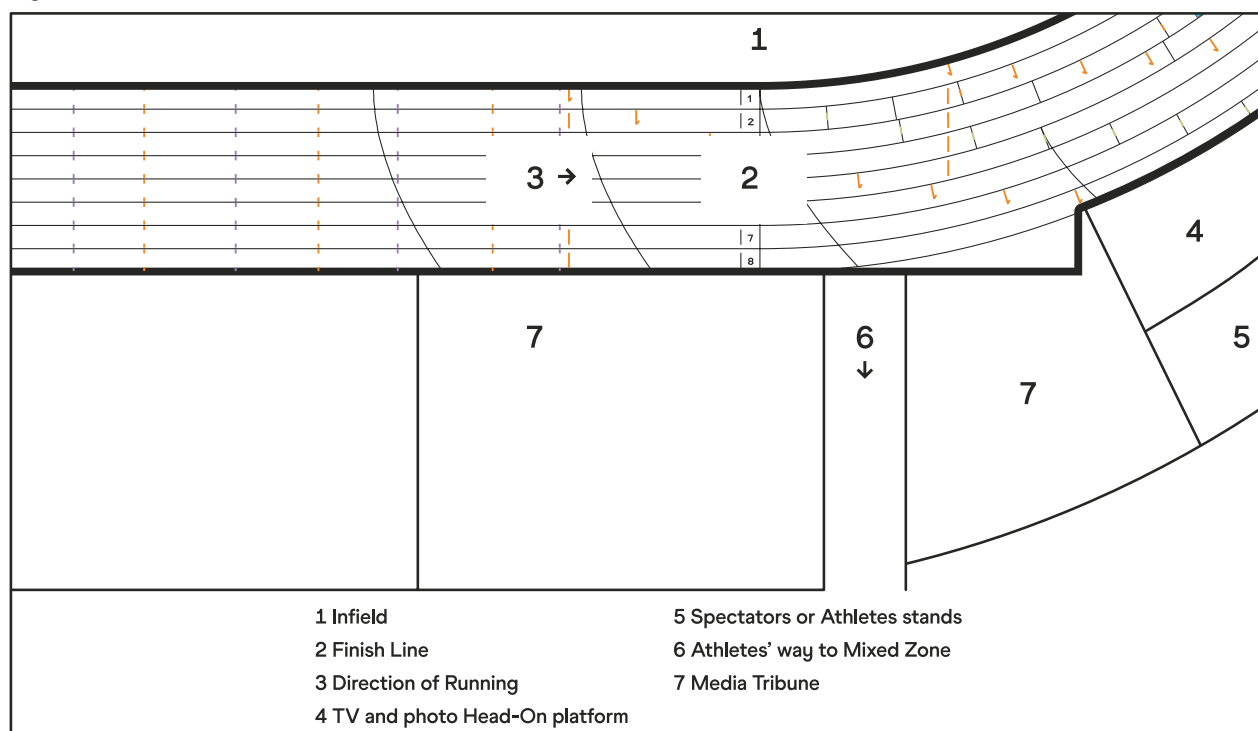 1
1
2
3 →
2
7
8
4
5
7
6
↓
7
1 Infield
2 Finish Line
3 Direction of Running
4 TV and photo Head-On platform
5 Spectators or Athletes stands
6 Athletes' way to Mixed Zone
7 Media Tribune